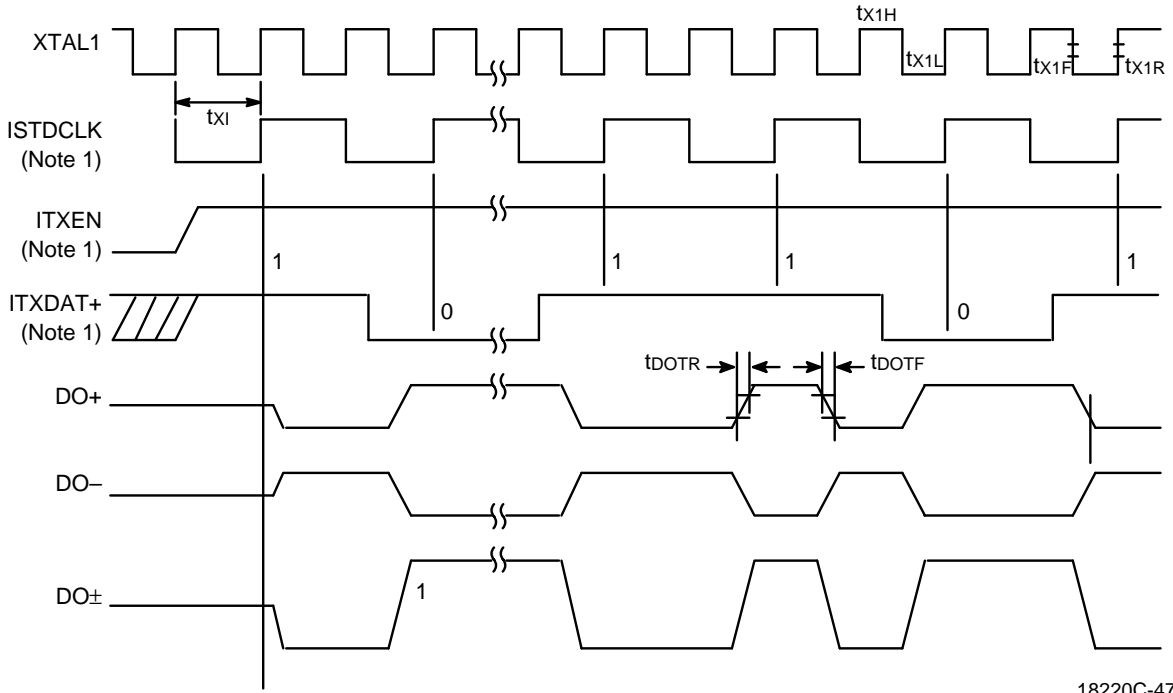 tX1H
XTAL1
tX1L
tX1F
tX1R
tXI
ISTDCLK
(Note 1)
ITXEN
(Note 1)
1
1
1
1
ITXDAT+
(Note 1)
0
0
tDOTR
tDOTF
DO+
DO–
DO±
1
18220C-47